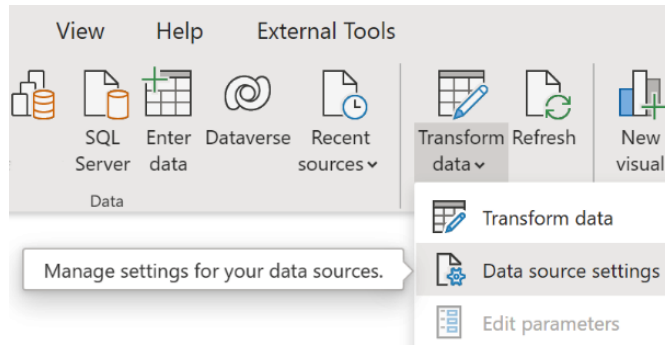 View Help External Tools
SQL Server
Enter data
Dataverse
Recent sources
Transform data
Refresh
New visual
Data
Transform data
Manage settings for your data sources.
Data source settings
Edit parameters